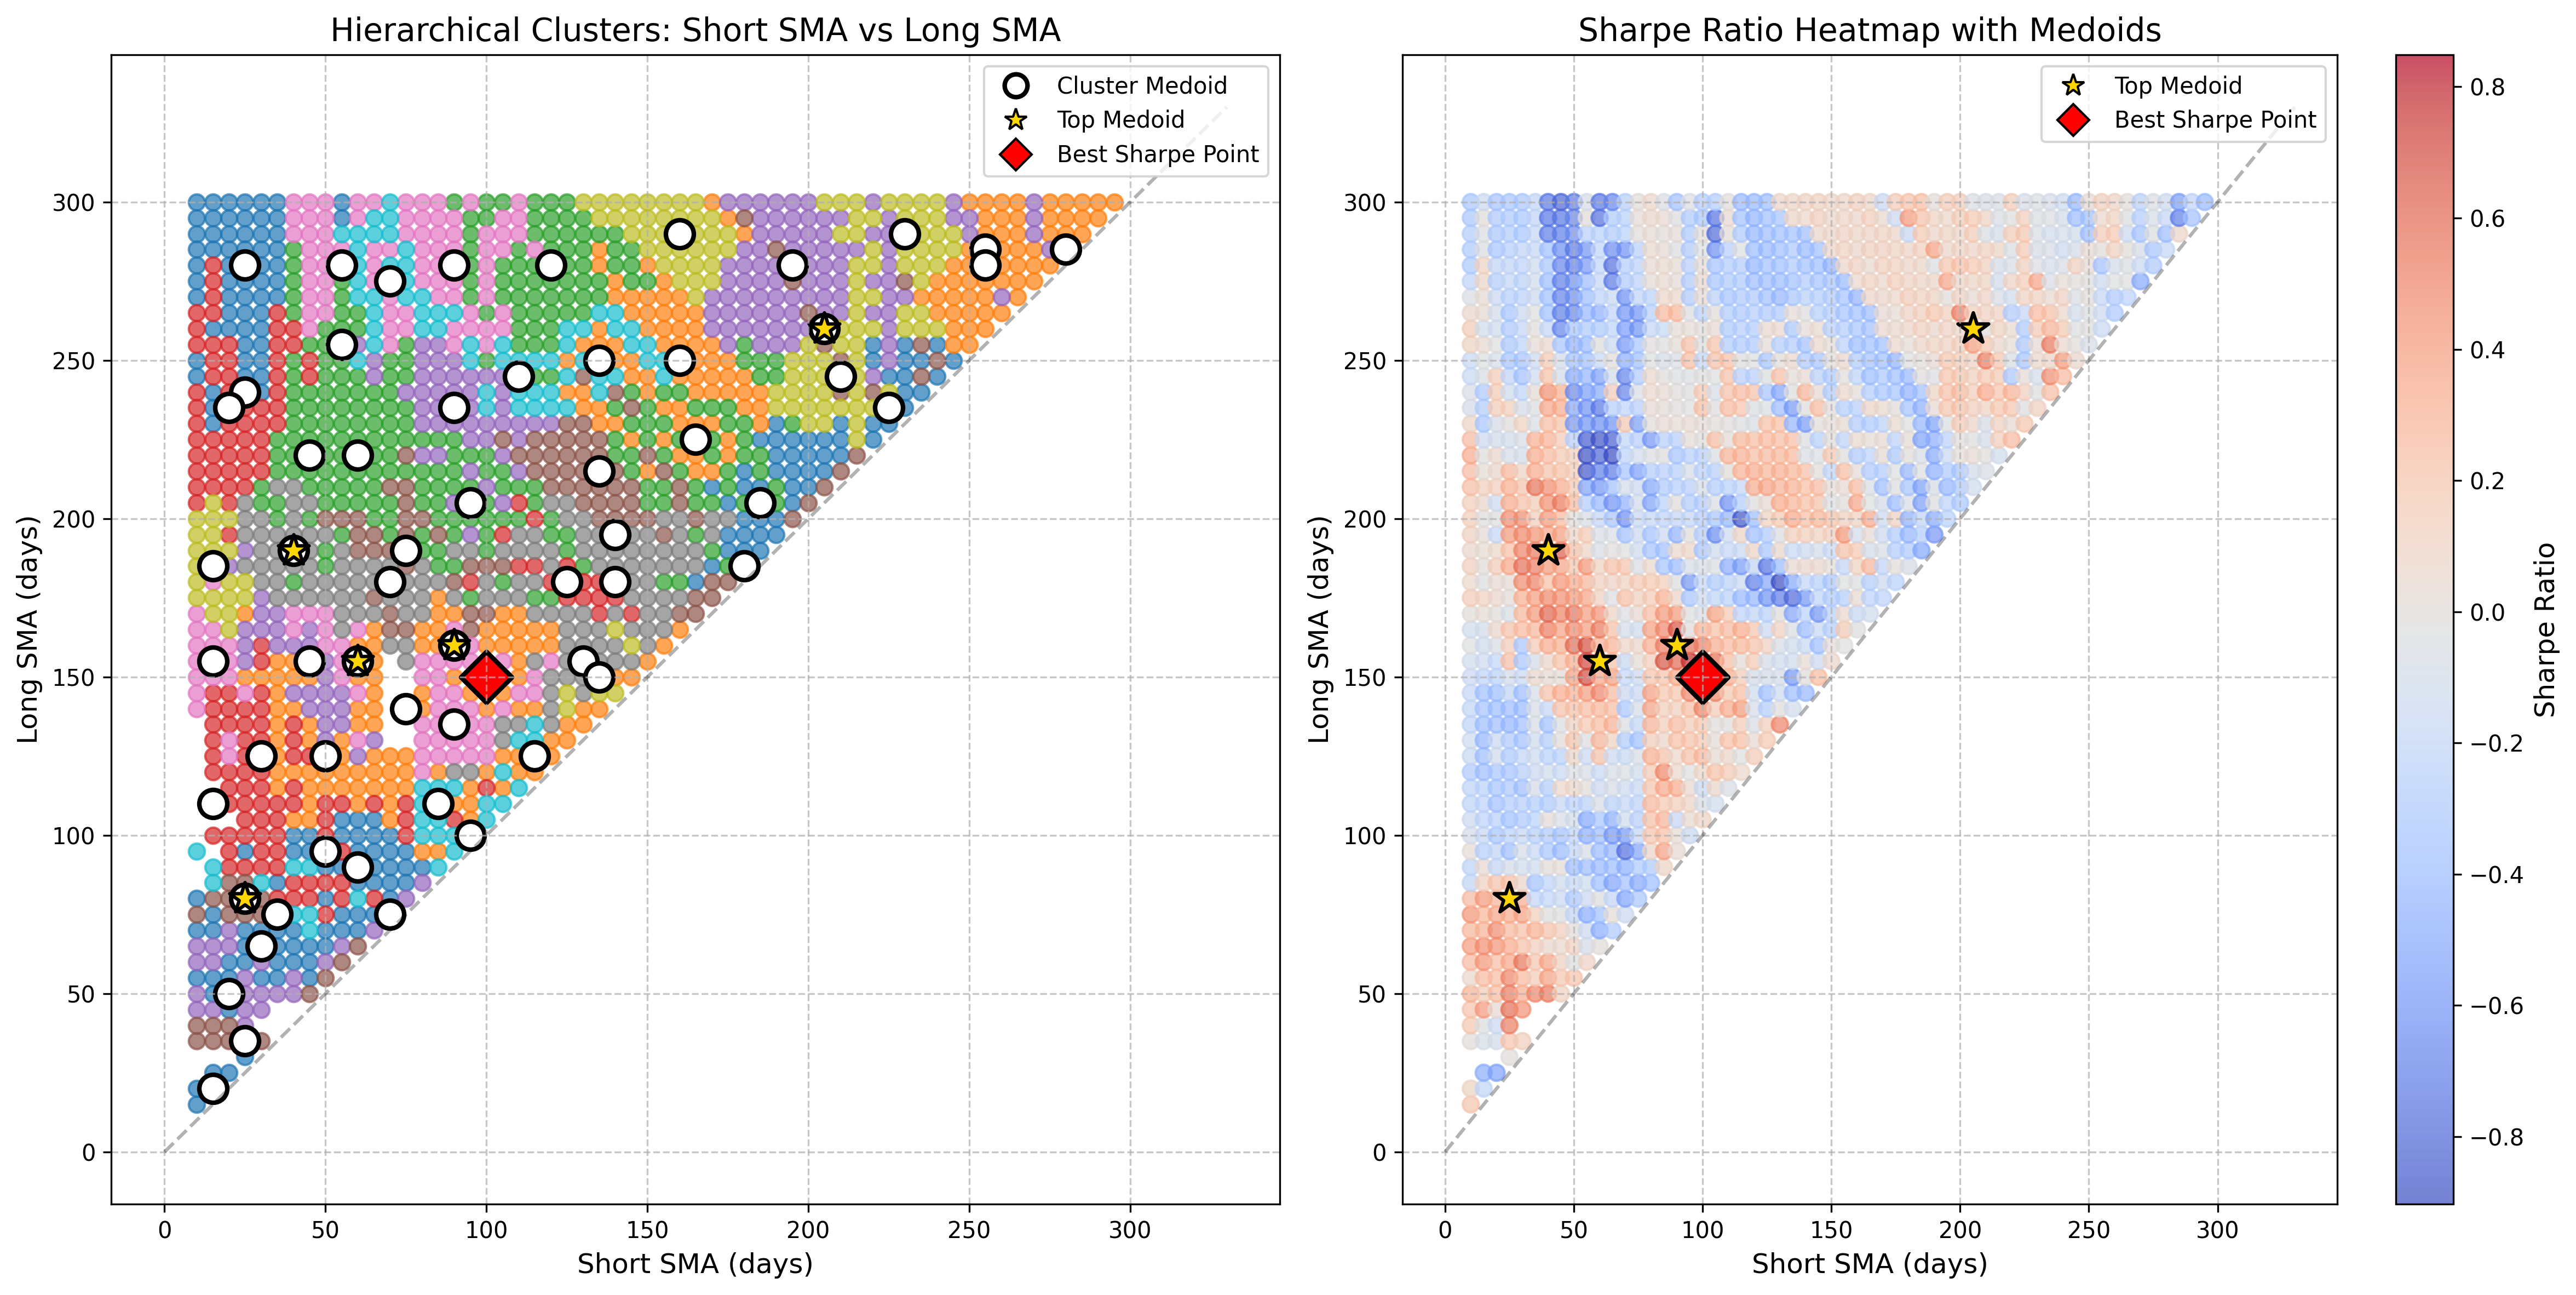 Hierarchical Clusters: Short SMA vs Long SMA
Cluster Medoid
Top Medoid
Best Sharpe Point
300
250
200
150
100
50
0
Long SMA (days)
0 50 100 150 200 250 300
Short SMA (days)
Sharpe Ratio Heatmap with Medoids
Top Medoid
Best Sharpe Point
300
250
200
150
100
50
0
Long SMA (days)
0 50 100 150 200 250 300
Short SMA (days)
0.8
0.6
0.4
0.2
0.0
−0.2
−0.4
−0.6
−0.8
Sharpe Ratio